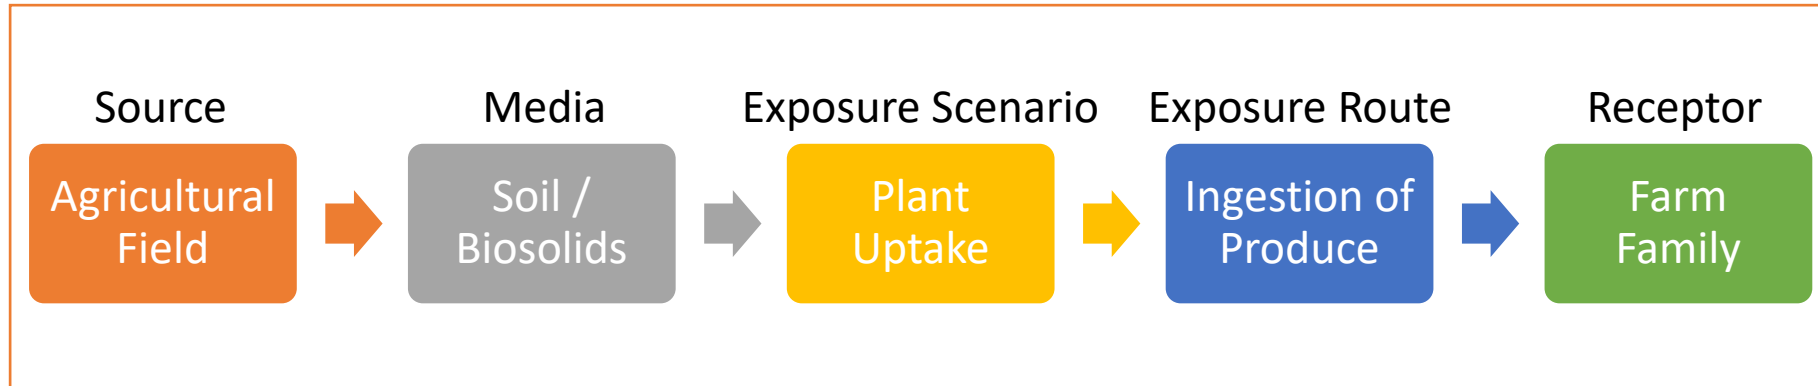 Source
Media
Exposure Scenario
Exposure Route
Receptor
Agricultural
Field
Soil /
Biosolids
Plant
Uptake
Ingestion of
Produce
Farm
Family